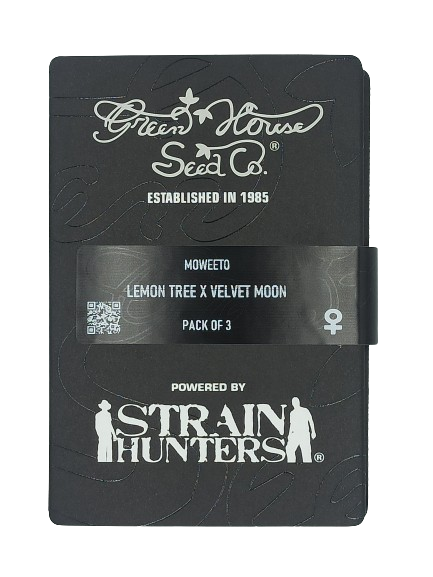 Green House
Seed Co.®
ESTABLISHED IN 1985
MOWEETO
LEMON TREE X VELVET MOON
PACK OF 3
POWERED BY
STRAIN
HUNTERS®